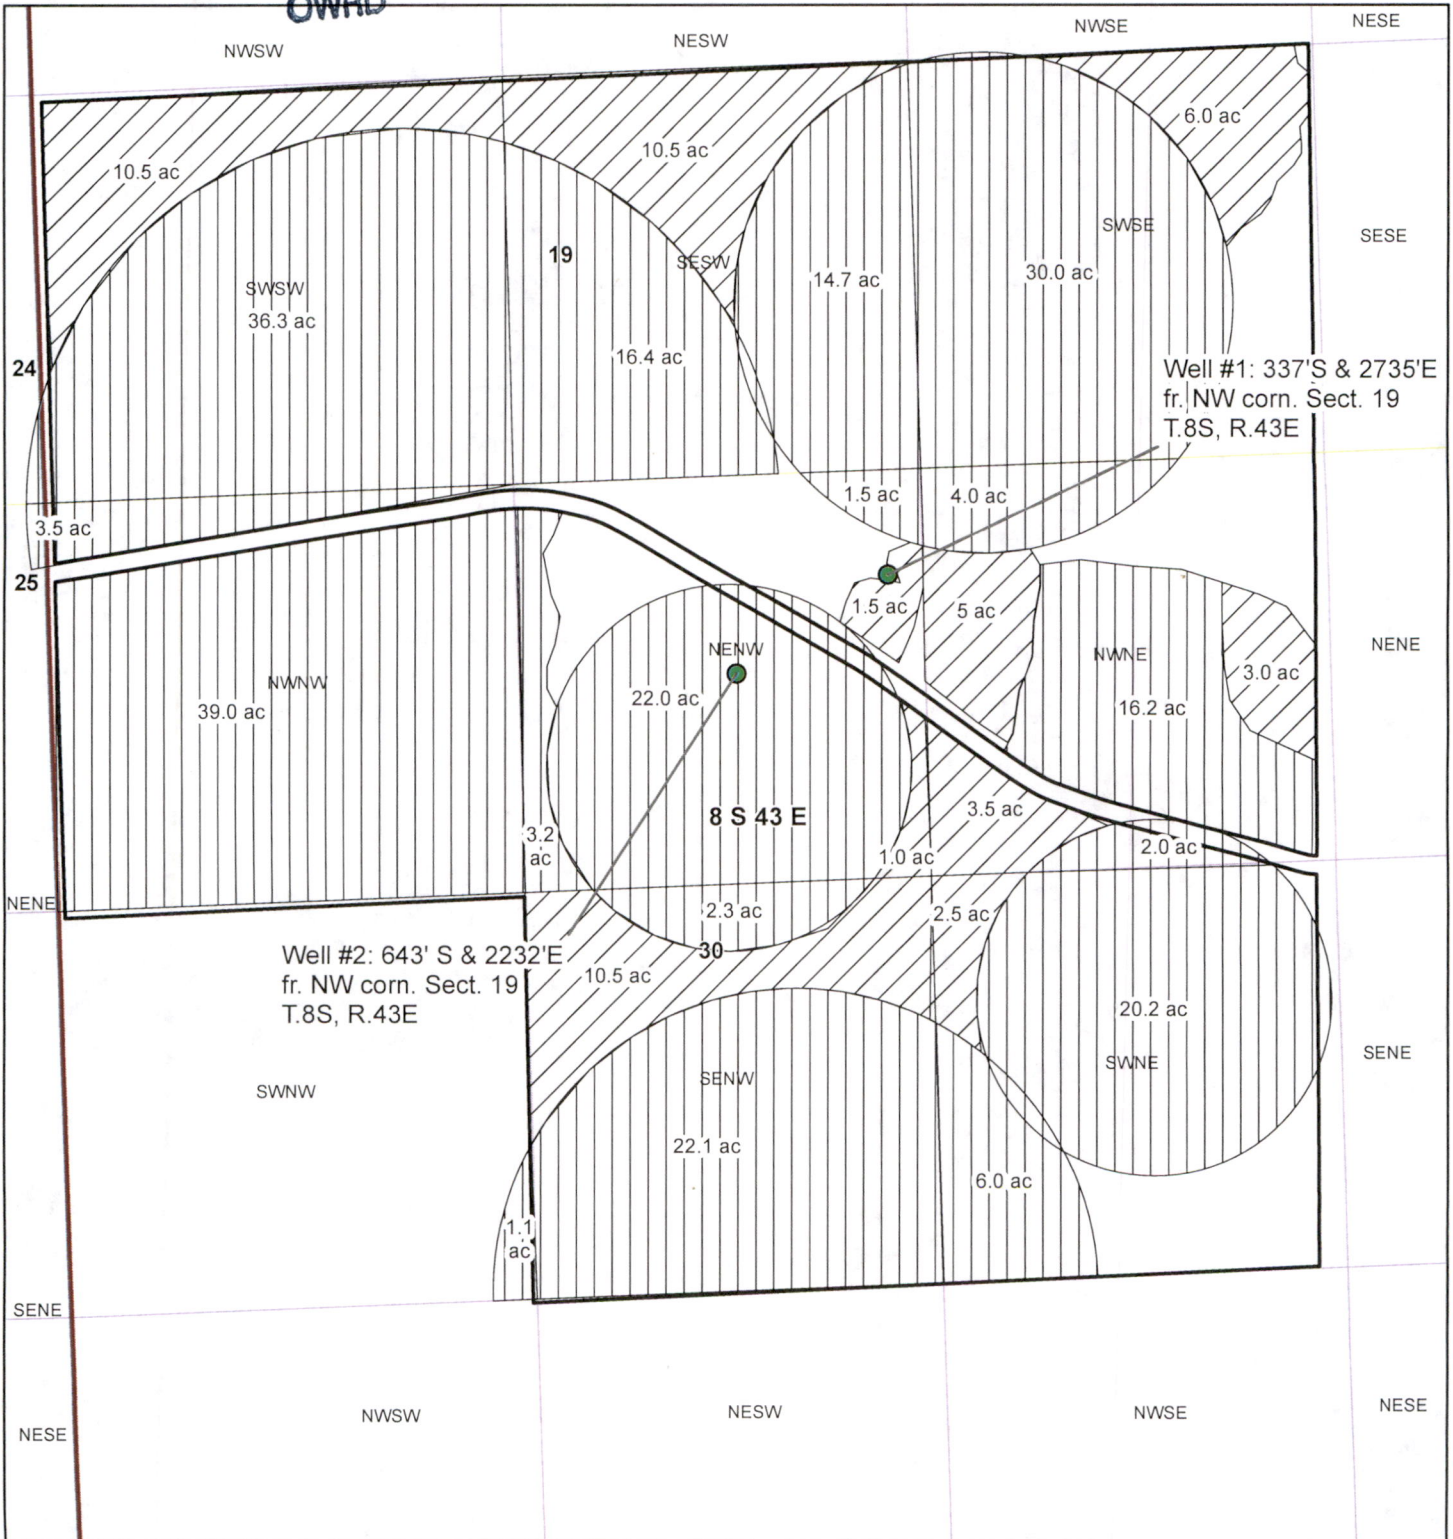 OWRD
NWSW
NESW
NWSE
NESE
10.5 ac
10.5 ac
6.0 ac
SWSW
36.3 ac
19
SESW
16.4 ac
14.7 ac
SWSE
30.0 ac
SESE
24
Well #1: 337'S & 2735'E
fr. NW corn. Sect. 19
T.8S, R.43E
3.5 ac
1.5 ac
4.0 ac
25
1.5 ac
5 ac
NENW
NWNE
NENE
3.0 ac
NWNW
39.0 ac
22.0 ac
16.2 ac
8 S 43 E
3.5 ac
3.2
ac
1.0 ac
2.0 ac
NENE
2.3 ac
2.5 ac
30
Well #2: 643' S & 2232'E
fr. NW corn. Sect. 19
T.8S, R.43E
10.5 ac
20.2 ac
SWNW
SENW
SWNE
SENE
22.1 ac
6.0 ac
1.1
ac
SENE
NWSW
NESW
NWSE
NESE
NESE